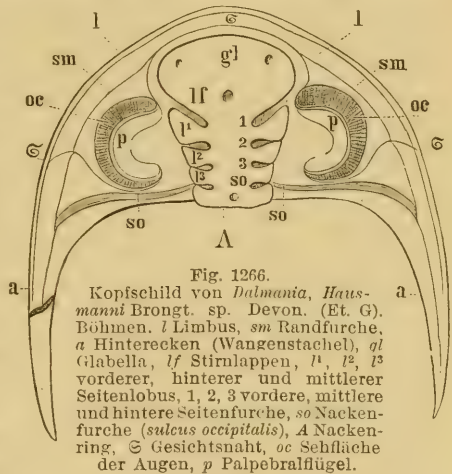 l 𝔖 l
sm gl sm
oc lf oc
p 1 p
𝔖 l¹ 2 𝔖
l² 3
l³ so
so so
A
a a
Fig. 1266.
Kopfschild von Dalmania, Haus-
manni Brongt. sp. Devon. (Et. G).
Böhmen. l Limbus, sm Randfurche,
a Hinterecken (Wangenstachel), gl
Glabella, lf Stirnlappen, l¹, l², l³
vorderer, hinterer und mittlerer
Seitenlobus, 1, 2, 3 vordere, mittlere
und hintere Seitenfurche, so Nacken-
furche (sulcus occipitalis), A Nacken-
ring, 𝔖 Gesichtsnaht, oc Sehfläche
der Augen, p Palpebralflügel.